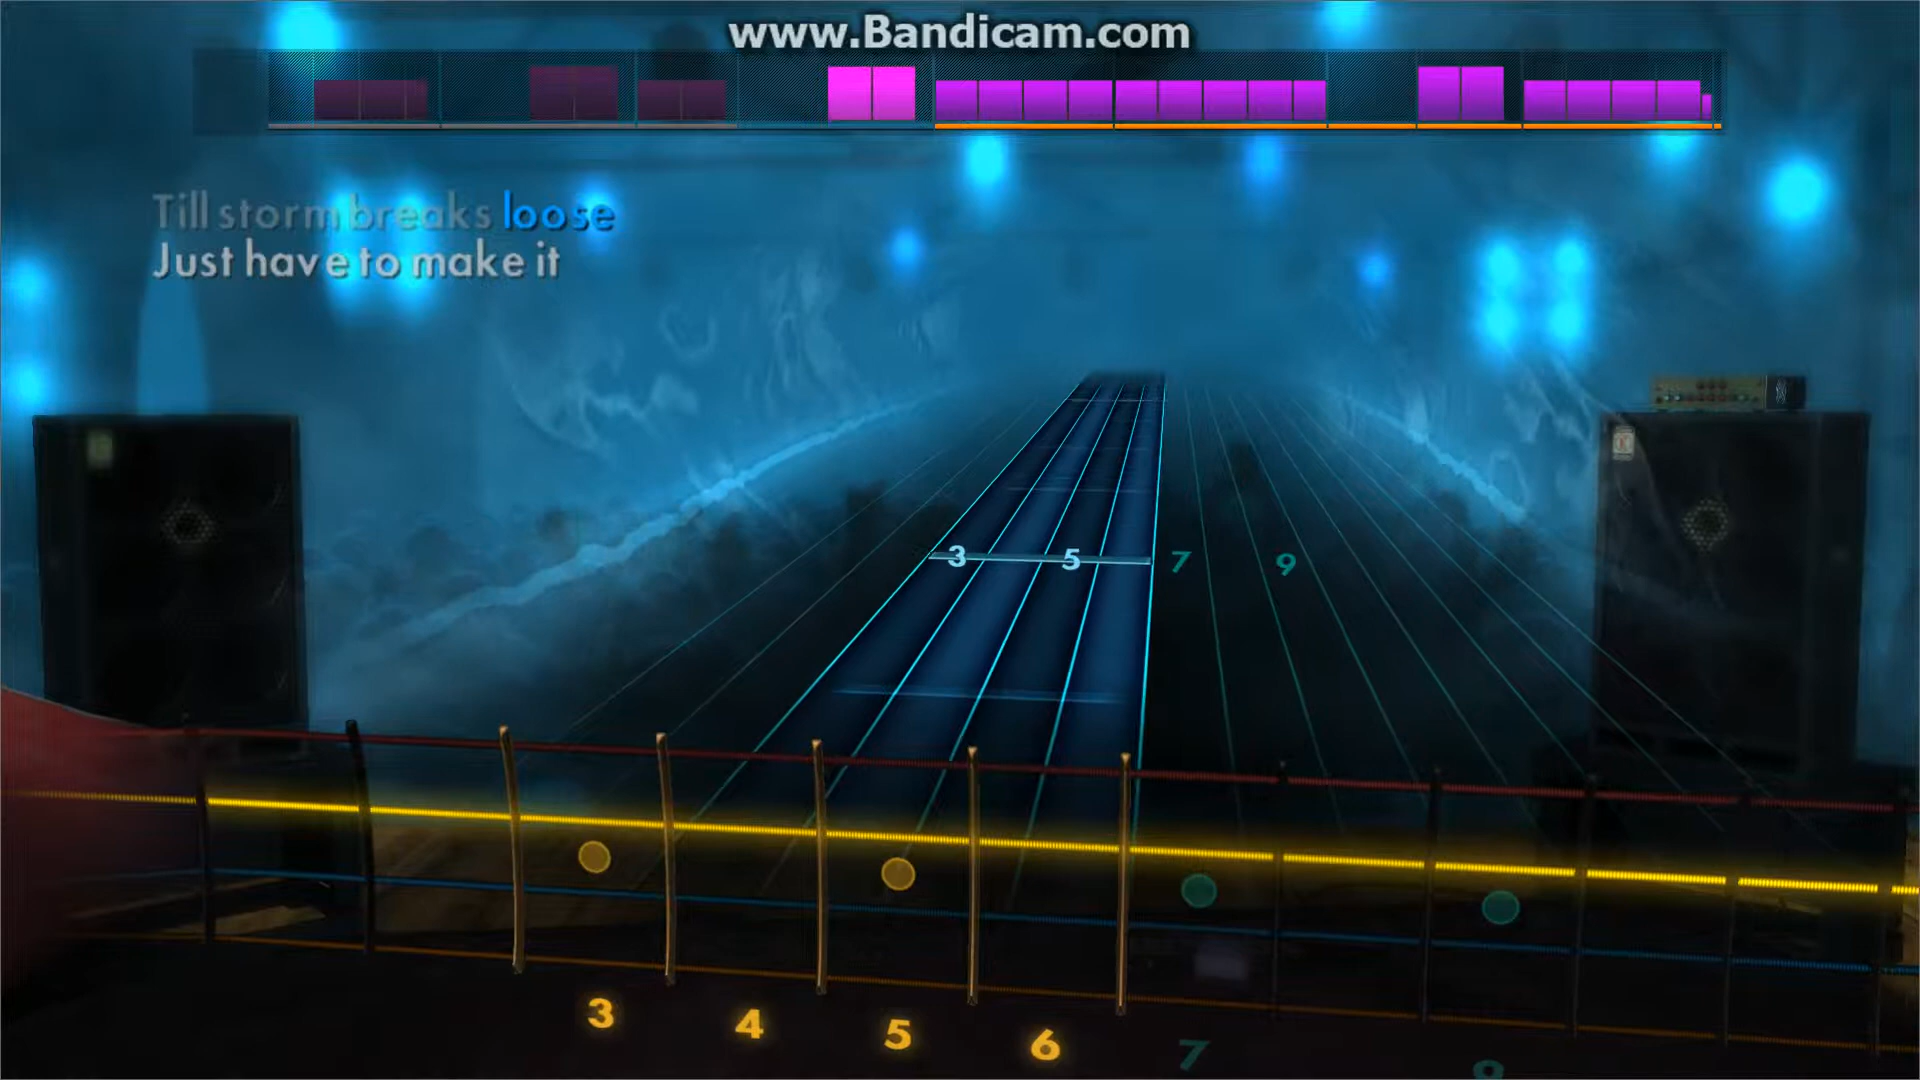 www.Bandicam.com
Till storm breaks loose
Just have to make it
3 5 7 9
3 4 5 6 7 9